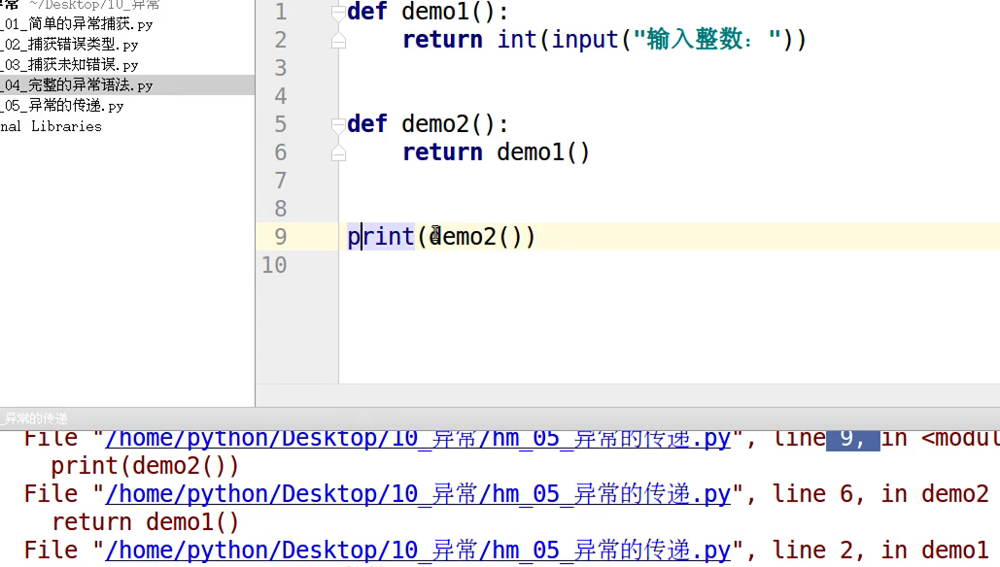 异常 ~/Desktop/10_异常
_01_简单的异常捕获.py
_02_捕获错误类型.py
_03_捕获未知错误.py
_04_完整的异常语法.py
_05_异常的传递.py
nal Libraries
1 def demo1():
2 return int(input("输入整数: "))
3
4
5 def demo2():
6 return demo1()
7
8
9 print(demo2())
10
_异常的传递
File "/home/python/Desktop/10_异常/hm_05_异常的传递.py", line 9, in <modul
print(demo2())
File "/home/python/Desktop/10_异常/hm_05_异常的传递.py", line 6, in demo2
return demo1()
File "/home/python/Desktop/10_异常/hm_05_异常的传递.py", line 2, in demo1